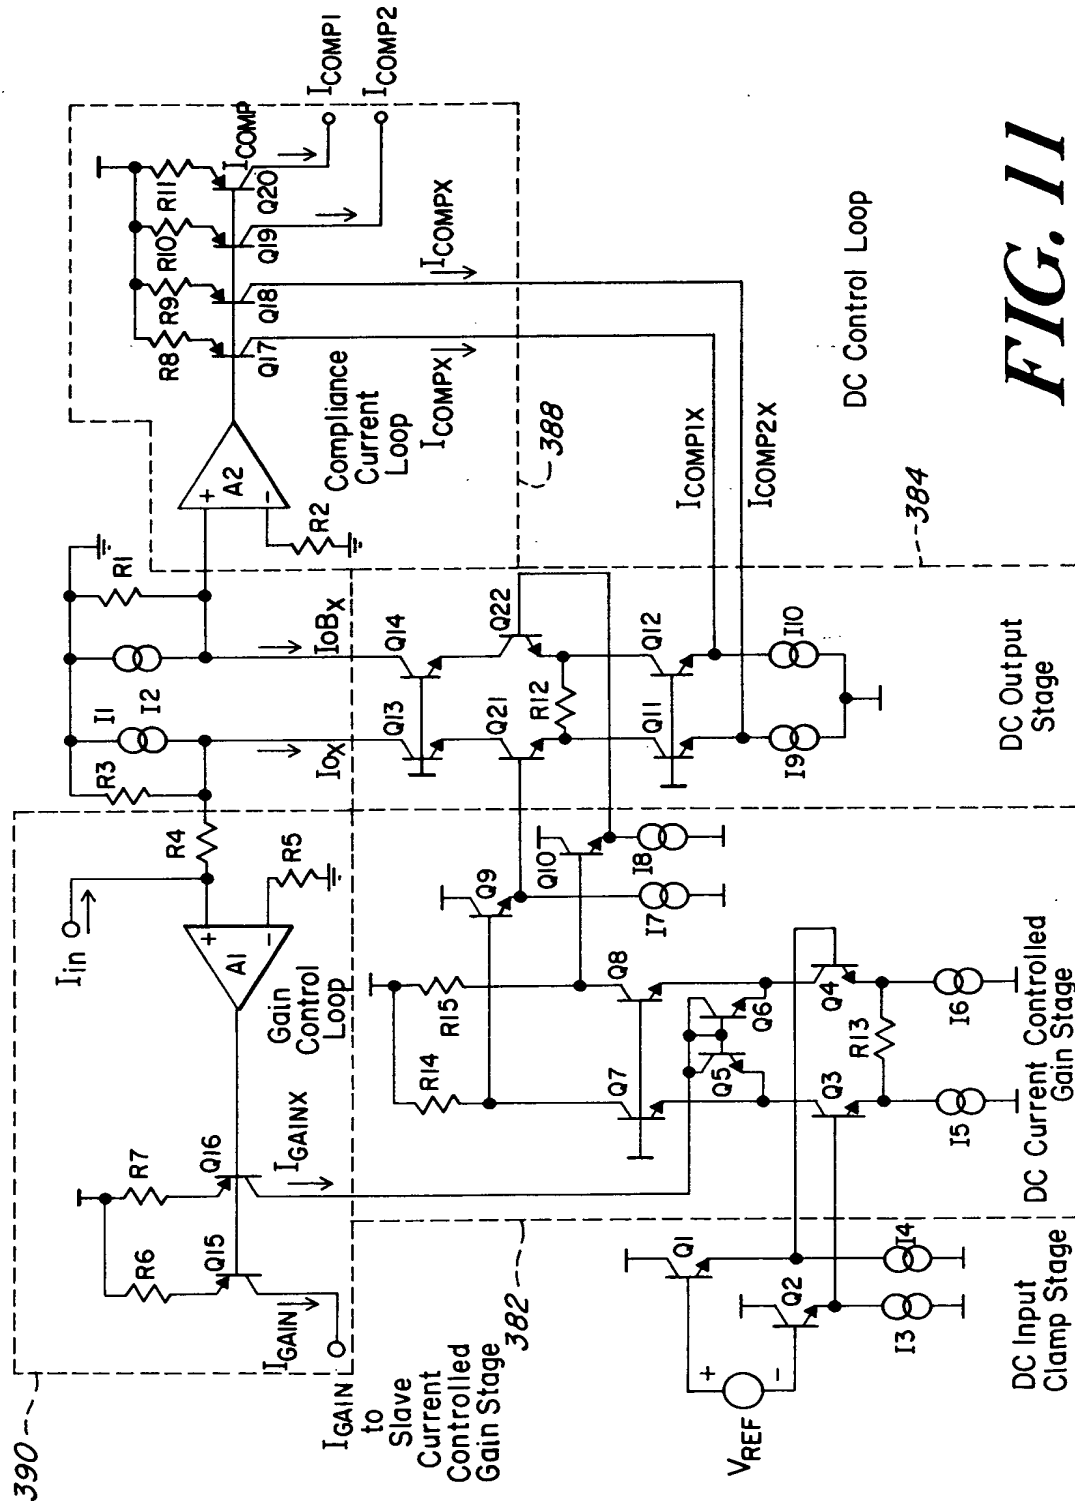 390
I_GAIN
to
Slave
Current
Controlled
Gain Stage
382
I_GAIN
R6
R7
Q15
Q16
I_GAINX
Iin
A1
+
-
Gain
Control
Loop
R4
R5
R3
I1
I2
R1
I_OX
I_OBX
A2
+
-
R2
Compliance
Current
Loop
388
R8
R9
R10
R11
Q17
Q18
Q19
Q20
I_COMP
I_COMP1
I_COMP2
I_COMPX
I_COMPX
Q13
Q14
Q21
Q22
R12
Q11
Q12
I9
I10
I_COMP1X
I_COMP2X
384
DC Output
Stage
DC Control Loop
R14
R15
Q9
Q10
I7
I8
Q7
Q8
Q5
Q6
Q3
Q4
R13
I5
I6
DC Current Controlled
Gain Stage
V_REF
+
-
Q1
Q2
I3
I4
DC Input
Clamp Stage
FIG. 11